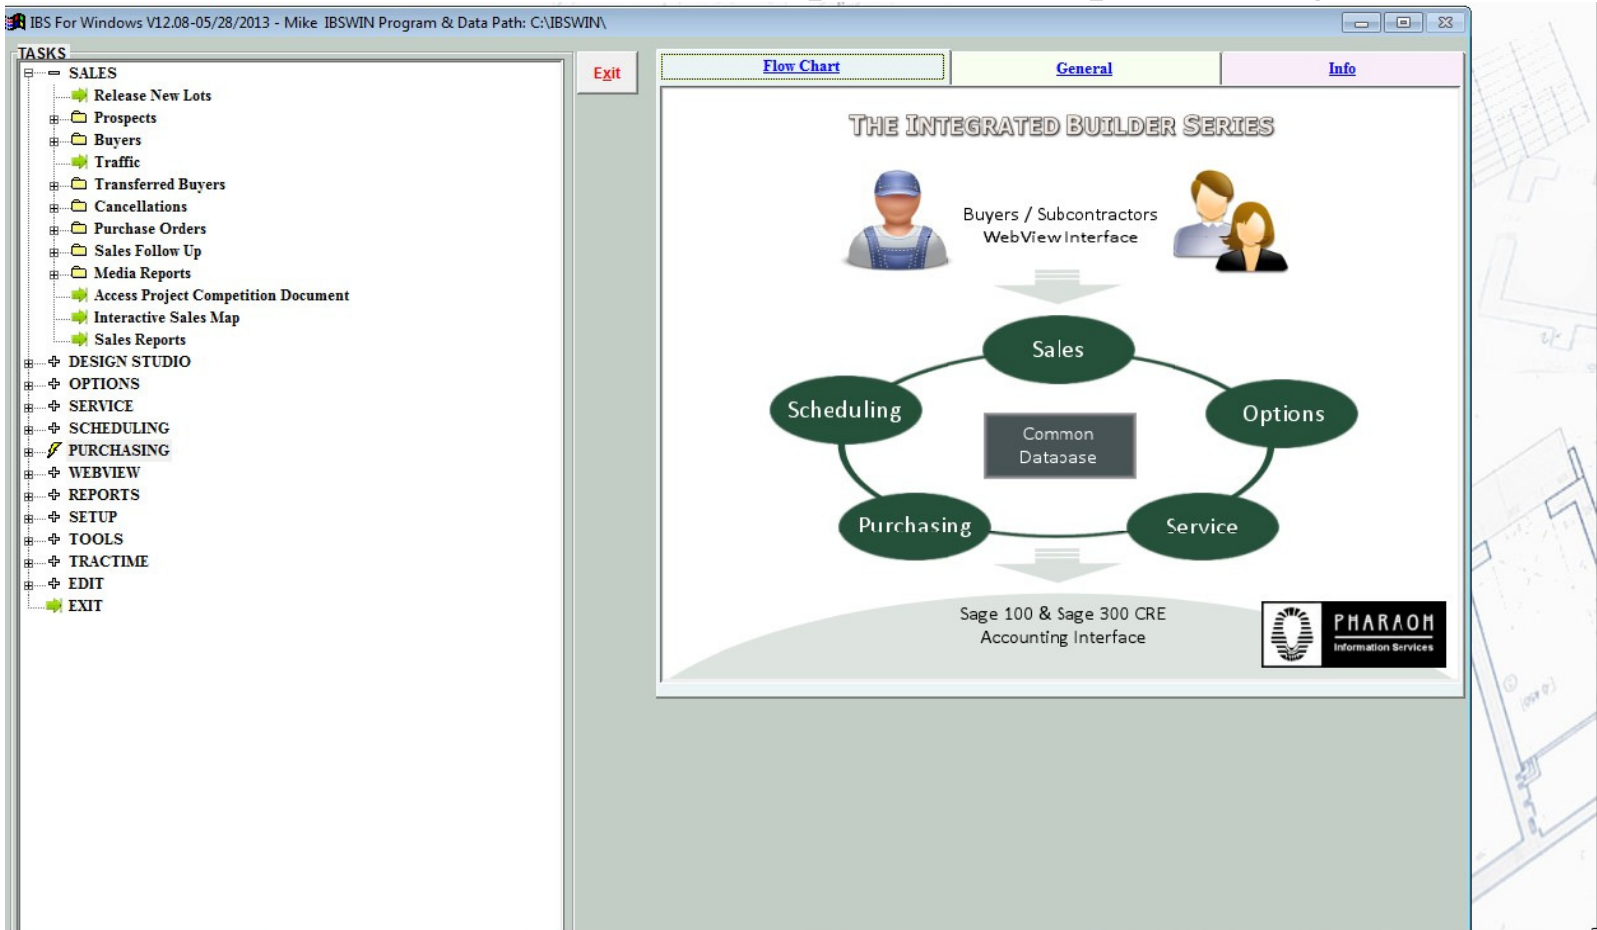 IBS For Windows V12.08-05/28/2013 - Mike IBSWIN Program & Data Path: C:\IBSWIN\
TASKS
SALES
Release New Lots
Prospects
Buyers
Traffic
Transferred Buyers
Cancellations
Purchase Orders
Sales Follow Up
Media Reports
Access Project Competition Document
Interactive Sales Map
Sales Reports
DESIGN STUDIO
OPTIONS
SERVICE
SCHEDULING
PURCHASING
WEBVIEW
REPORTS
SETUP
TOOLS
TRACTIME
EDIT
EXIT
Exit
Flow Chart
General
Info
THE INTEGRATED BUILDER SERIES
Buyers / Subcontractors
WebView Interface
Sales
Scheduling
Options
Common
Database
Purchasing
Service
Sage 100 & Sage 300 CRE
Accounting Interface
PHARAOH
Information Services